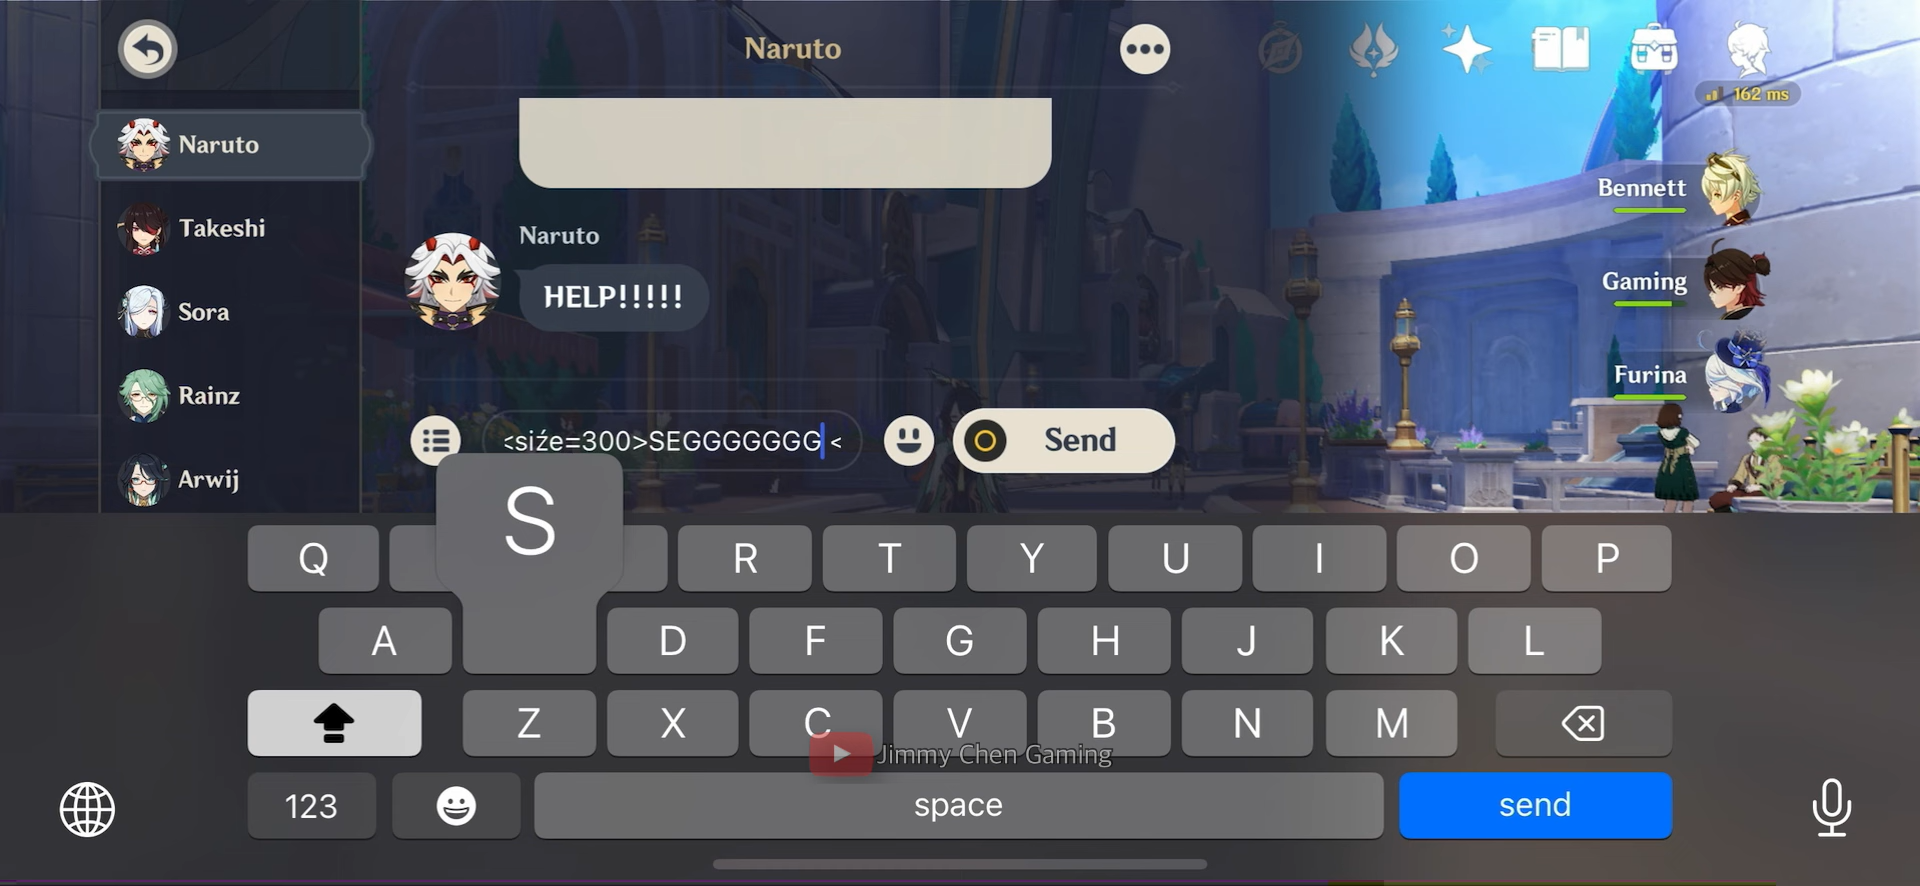 Naruto
162 ms
Naruto
Takeshi
Sora
Rainz
Arwij
Naruto
HELP!!!!!
Bennett
Gaming
Furina
<siźe=300>SEGGGGGGG <
Send
S
Q R T Y U I O P
A D F G H J K L
Z X C V B N M
Jimmy Chen Gaming
123
space
send